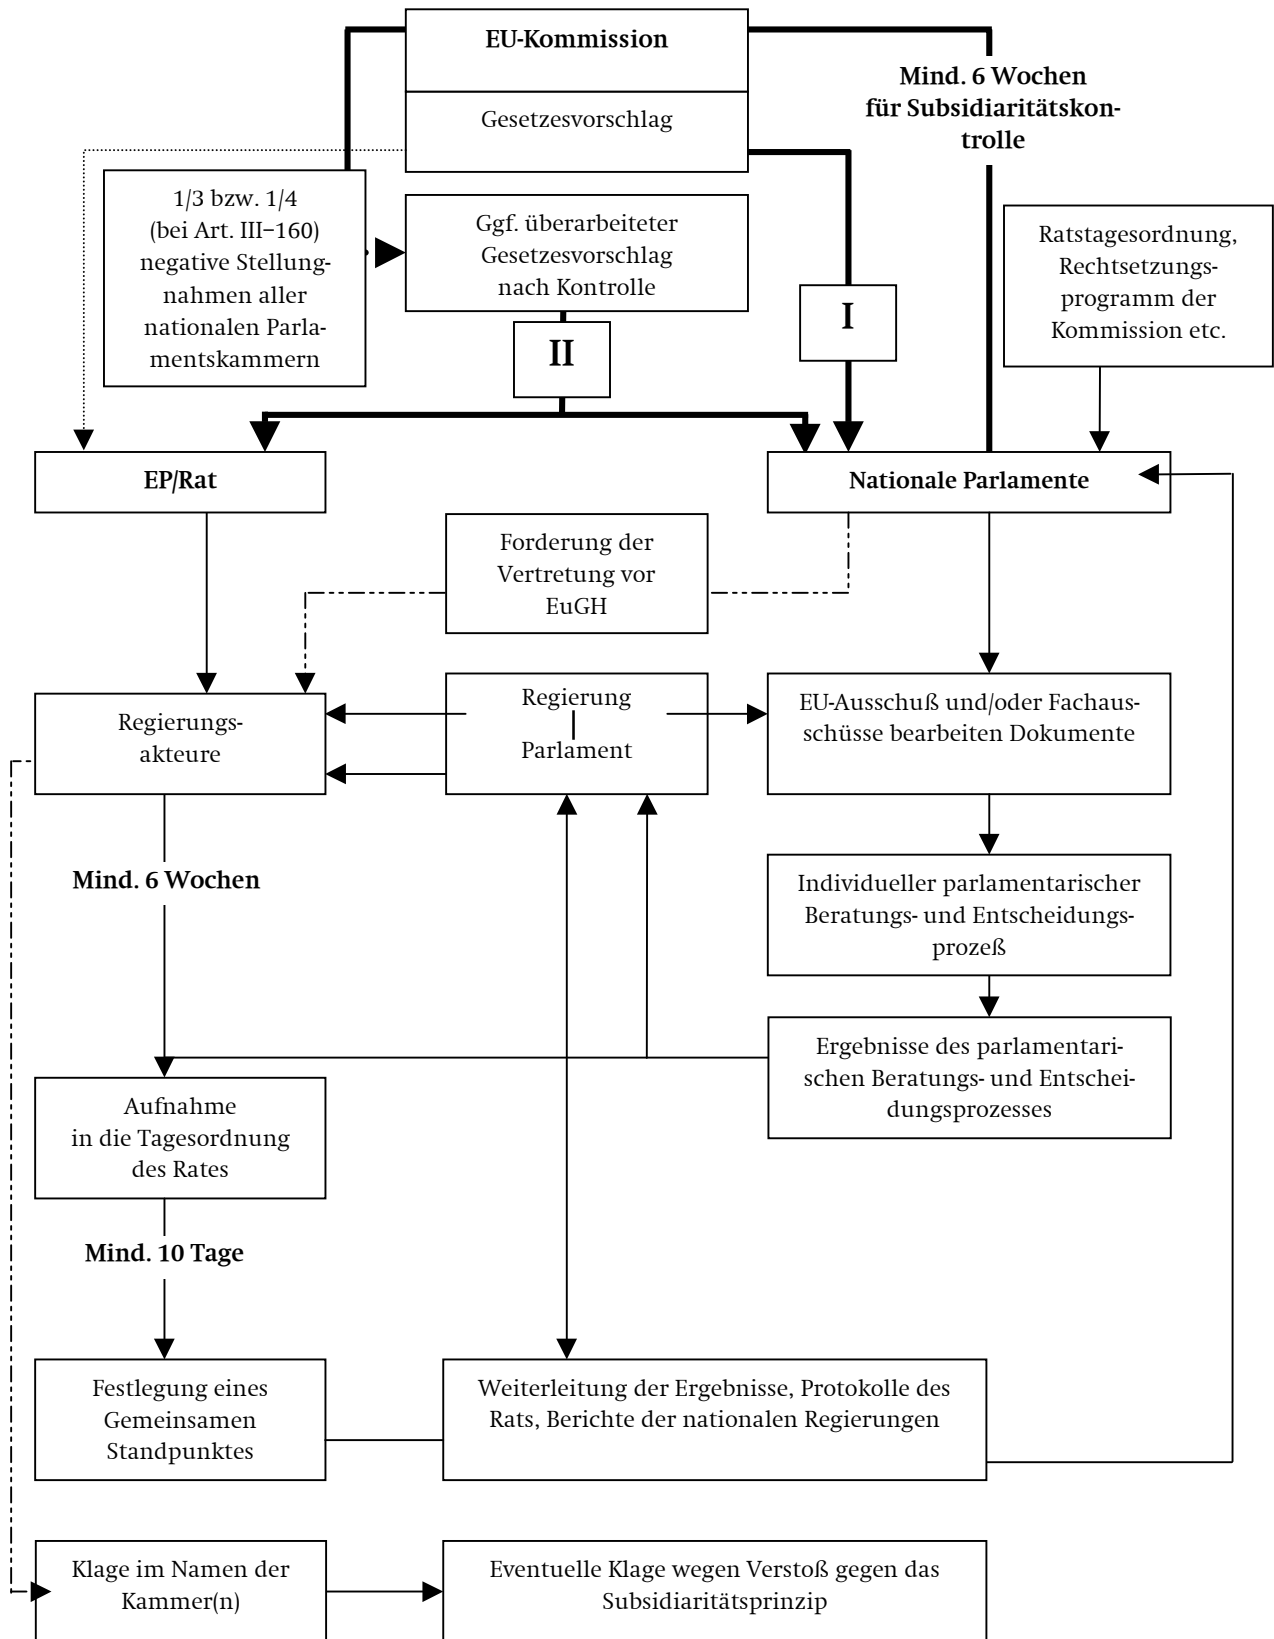 EU-Kommission
Gesetzesvorschlag
Mind. 6 Wochen
für Subsidiaritätskon-
trolle
1/3 bzw. 1/4
(bei Art. III–160)
negative Stellung-
nahmen aller
nationalen Parla-
mentskammern
Ggf. überarbeiteter
Gesetzesvorschlag
nach Kontrolle
I
II
Ratstagesordnung,
Rechtsetzungs-
programm der
Kommission etc.
EP/Rat
Nationale Parlamente
Forderung der
Vertretung vor
EuGH
Regierungs-
akteure
Regierung
Parlament
EU-Ausschuß und/oder Fachaus-
schüsse bearbeiten Dokumente
Mind. 6 Wochen
Individueller parlamentarischer
Beratungs- und Entscheidungs-
prozeß
Ergebnisse des parlamentari-
schen Beratungs- und Entschei-
dungsprozesses
Aufnahme
in die Tagesordnung
des Rates
Mind. 10 Tage
Festlegung eines
Gemeinsamen
Standpunktes
Weiterleitung der Ergebnisse, Protokolle des
Rats, Berichte der nationalen Regierungen
Klage im Namen der
Kammer(n)
Eventuelle Klage wegen Verstoß gegen das
Subsidiaritätsprinzip